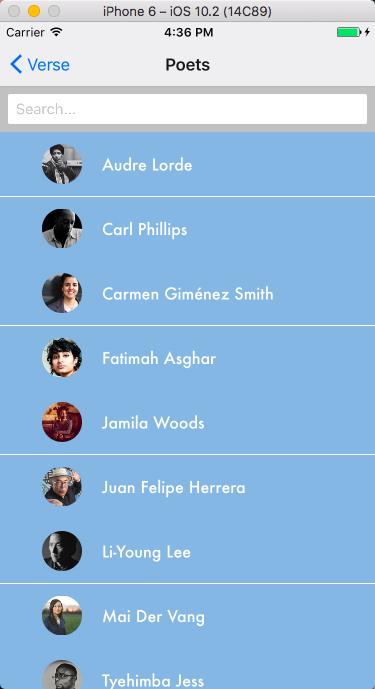 iPhone 6 – iOS 10.2 (14C89)
Carrier 4:36 PM
Verse Poets
Search...
Audre Lorde
Carl Phillips
Carmen Giménez Smith
Fatimah Asghar
Jamila Woods
Juan Felipe Herrera
Li-Young Lee
Mai Der Vang
Tyehimba Jess